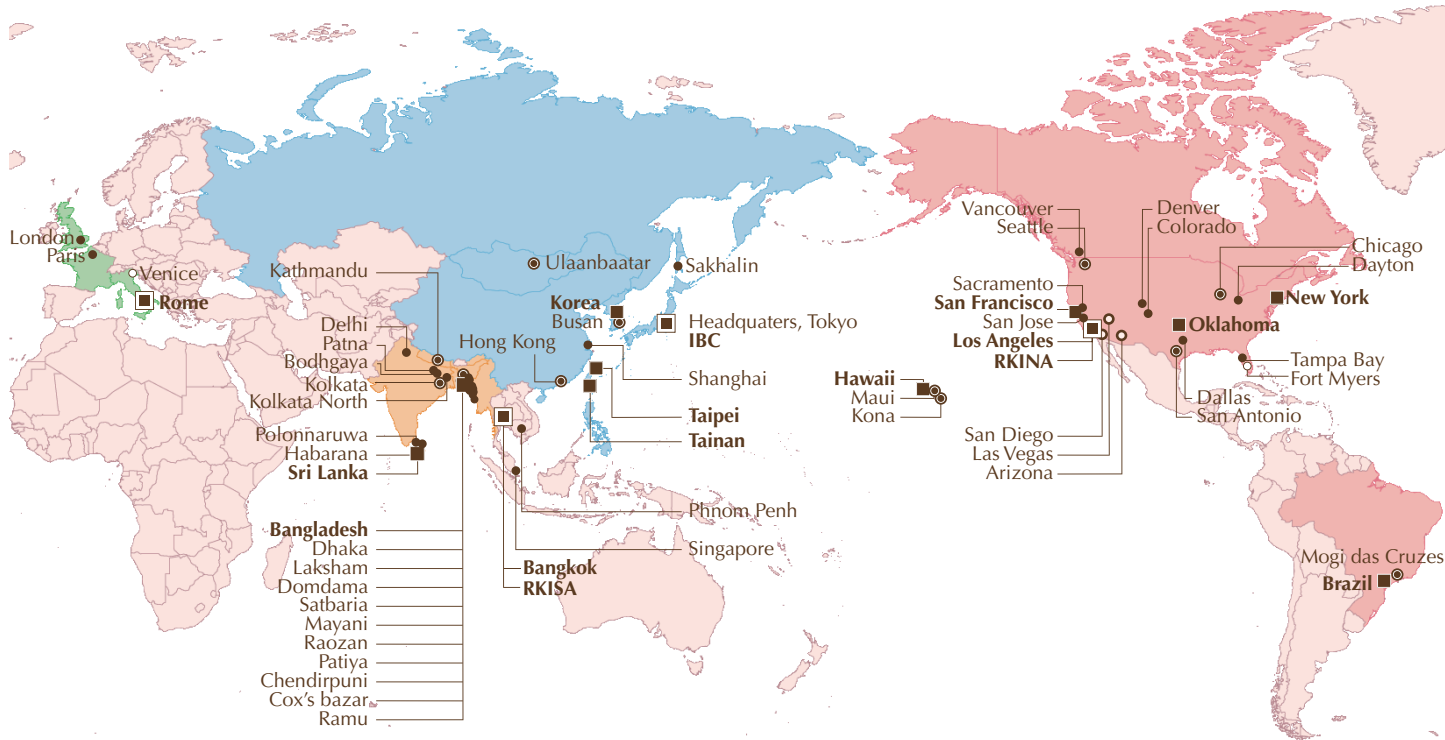 London
Paris
Venice
Rome
Kathmandu
Delhi
Patna
Bodhgaya
Kolkata
Kolkata North
Polonnaruwa
Habarana
Sri Lanka
Bangladesh
Dhaka
Laksham
Domdama
Satbaria
Mayani
Raozan
Patiya
Chendirpuni
Cox's bazar
Ramu
Ulaanbaatar
Sakhalin
Korea
Busan
Headquaters, Tokyo
IBC
Hong Kong
Shanghai
Taipei
Tainan
Phnom Penh
Singapore
Bangkok
RKISA
Hawaii
Maui
Kona
Vancouver
Seattle
Sacramento
San Francisco
San Jose
Los Angeles
RKINA
San Diego
Las Vegas
Arizona
Denver
Colorado
Chicago
Dayton
New York
Oklahoma
Tampa Bay
Fort Myers
Dallas
San Antonio
Mogi das Cruzes
Brazil